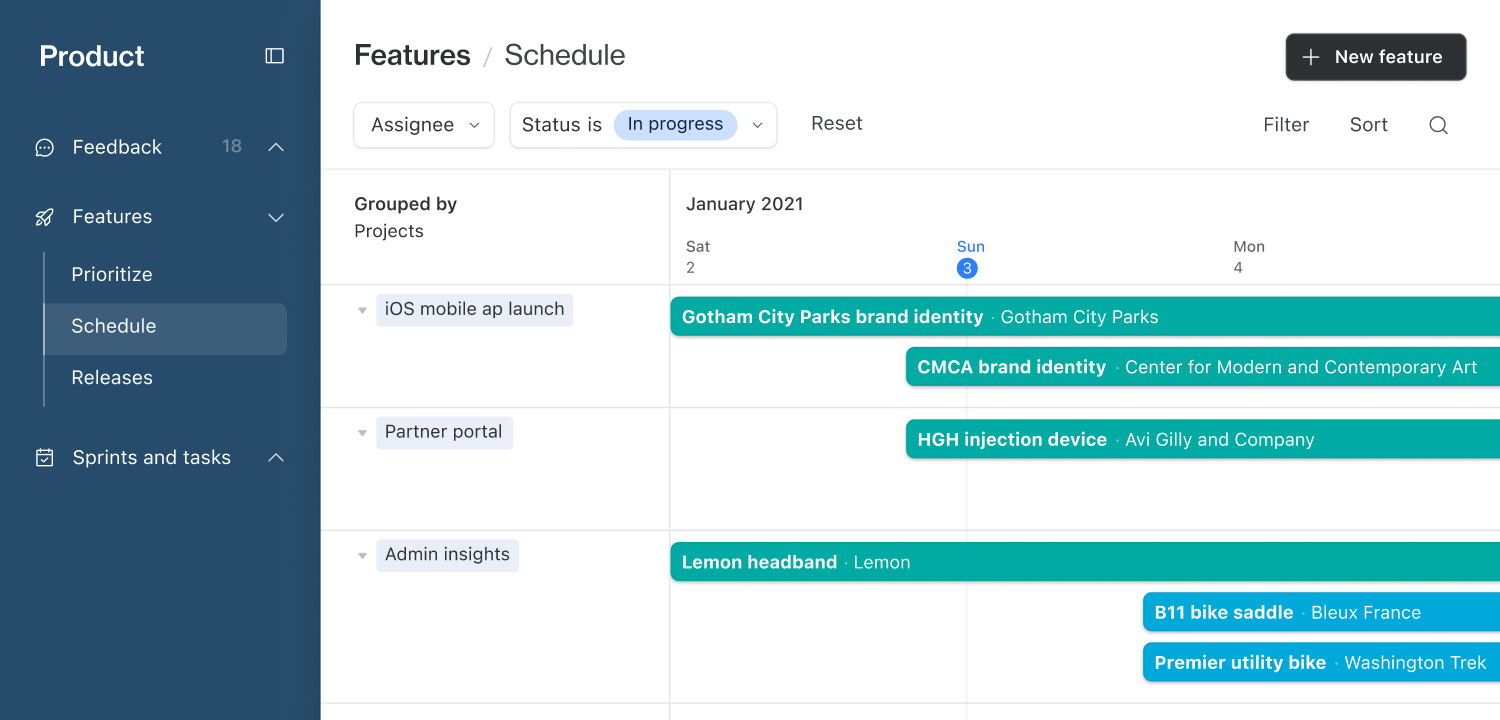 Product
Feedback 18
Features
Prioritize
Schedule
Releases
Sprints and tasks
Features / Schedule
New feature
Assignee
Status is In progress
Reset
Filter
Sort
Grouped by
Projects
January 2021
Sat
2
Sun
3
Mon
4
iOS mobile ap launch
Gotham City Parks brand identity · Gotham City Parks
CMCA brand identity · Center for Modern and Contemporary Art
Partner portal
HGH injection device · Avi Gilly and Company
Admin insights
Lemon headband · Lemon
B11 bike saddle · Bleux France
Premier utility bike · Washington Trek